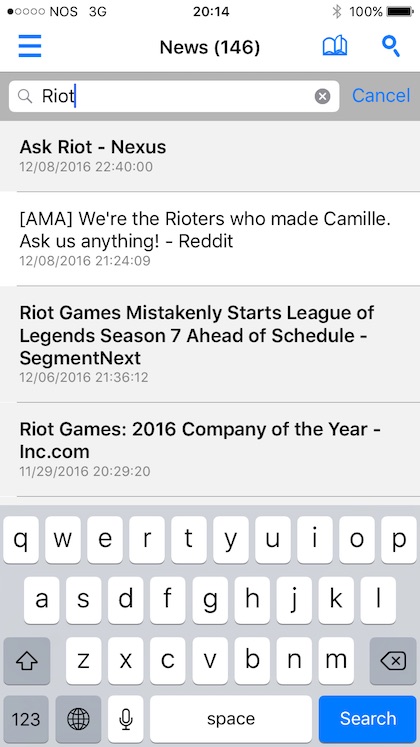 NOS 3G 20:14 100%
News (146)
Riot Cancel
Ask Riot - Nexus
12/08/2016 22:40:00
[AMA] We're the Rioters who made Camille.
Ask us anything! - Reddit
12/08/2016 21:24:09
Riot Games Mistakenly Starts League of
Legends Season 7 Ahead of Schedule -
SegmentNext
12/06/2016 21:36:12
Riot Games: 2016 Company of the Year -
Inc.com
11/29/2016 20:29:20
q w e r t y u i o p
a s d f g h j k l
z x c v b n m
123 space Search